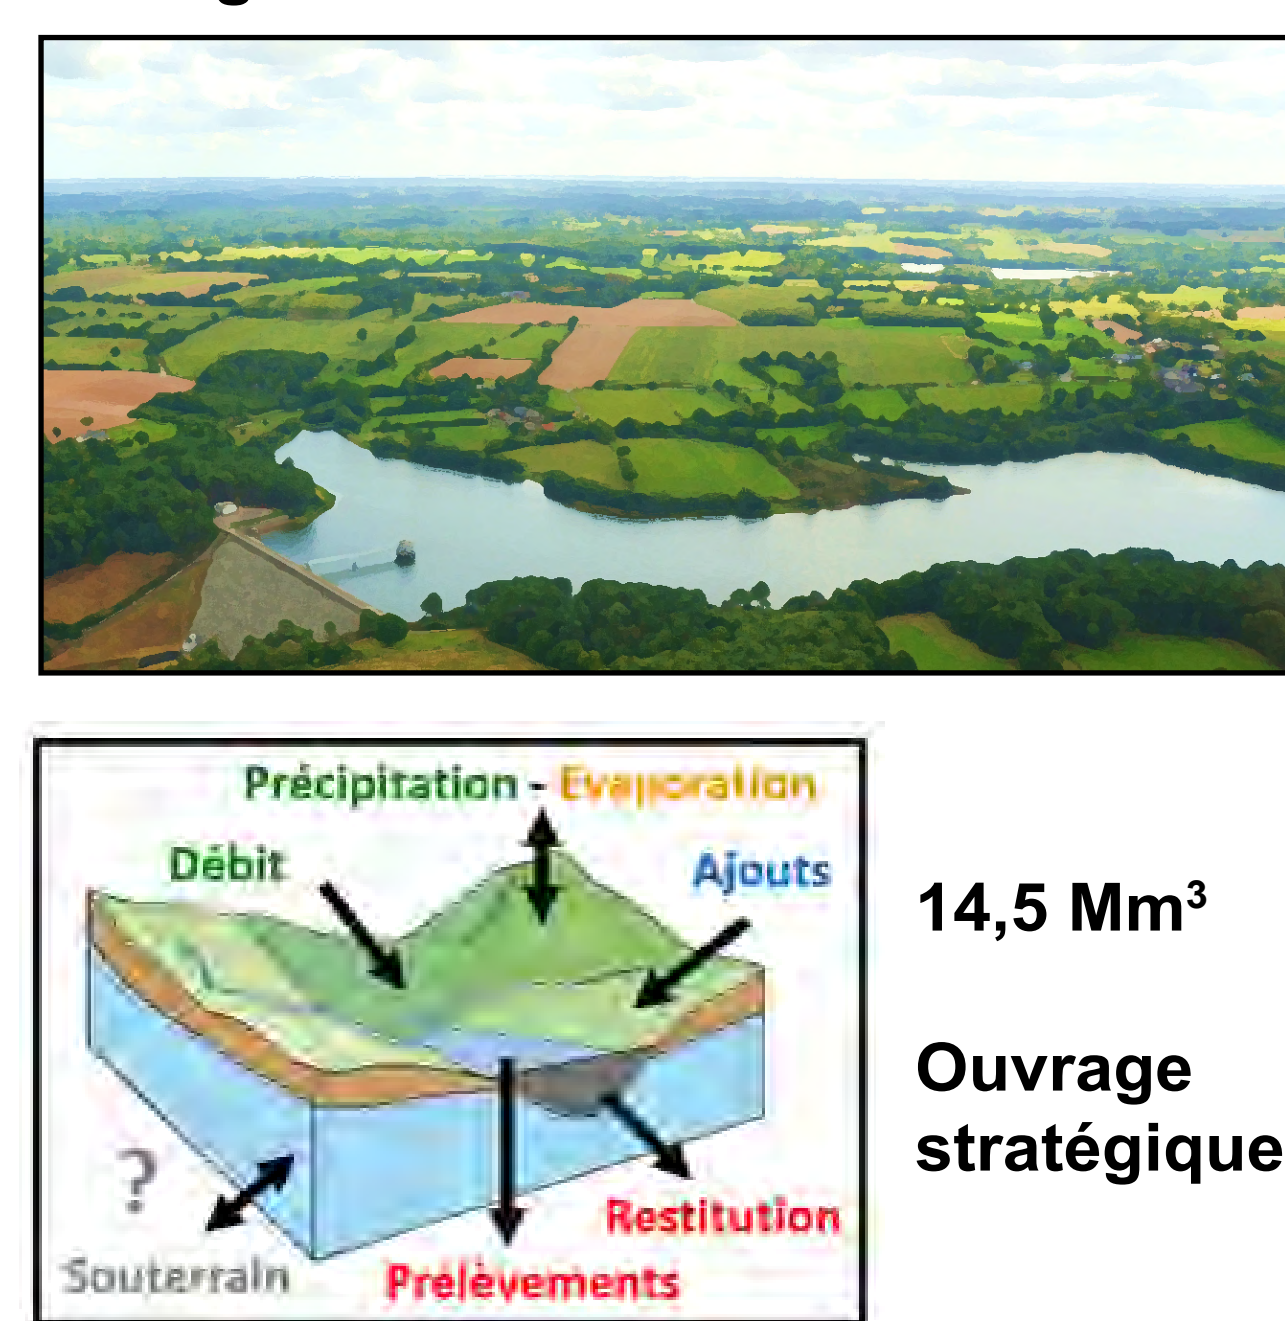 Précipitation - Evaporation
Débit
Ajouts
14,5 Mm³
Ouvrage
stratégique
?
Restitution
Souterrain
Prélèvements